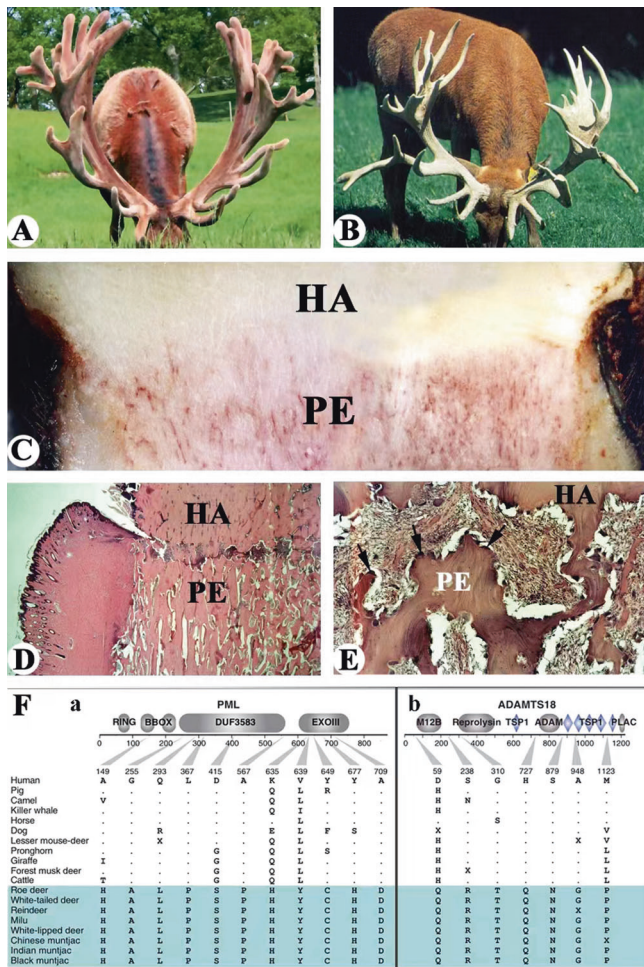 A
B
HA
PE
C
HA
PE
D
HA
PE
E
F a PML b ADAMTS18
RING BBOX DUF3583 EXOIII M12B Reprolysin TSP1 ADAM TSP1 PLAC
0 200 400 600 800 0 200 400 600 800 1000 1200
149 255 293 367 415 567 635 639 649 677 709 59 238 310 727 879 948 1123
Human A G Q L D A K V Y Y A D S G H S A M
Pig . . . . . . Q L R . . H . . . . . .
Camel V . . . . . Q L . . . H N . . . . .
Killer whale . . . . . . Q I . . . H . . . . . .
Horse . . . . . . . L . . . . . S . . . .
Dog . . R . . . E L F S . X . . . . . V
Lesser mouse-deer . . X . . . Q L . . . H . . . . X V
Pronghorn . . . . G . Q L S . . H . . . . . L
Giraffe I . . . G . Q L . . . H . . . . . L
Forest musk deer . . . . G . Q L . . . H X . . . . L
Cattle T . . . G . Q L . . . H . . . . . L
Roe deer H A L P S P H Y C H D Q R T Q N G P
White-tailed deer H A L P S P H Y C H D Q R T Q N G P
Reindeer H A L P S P H Y C H D Q R T Q N X P
Milu H A L P S P H Y C H D Q R T Q N G P
White-lipped deer H A L P S P H Y C H D Q R T Q N G P
Chinese muntjac H A L P S P H Y C H D Q R T Q N G X
Indian muntjac H A L P S P H Y C H D Q R T Q N G P
Black muntjac H A L P S P H Y C H D Q R T Q N G P